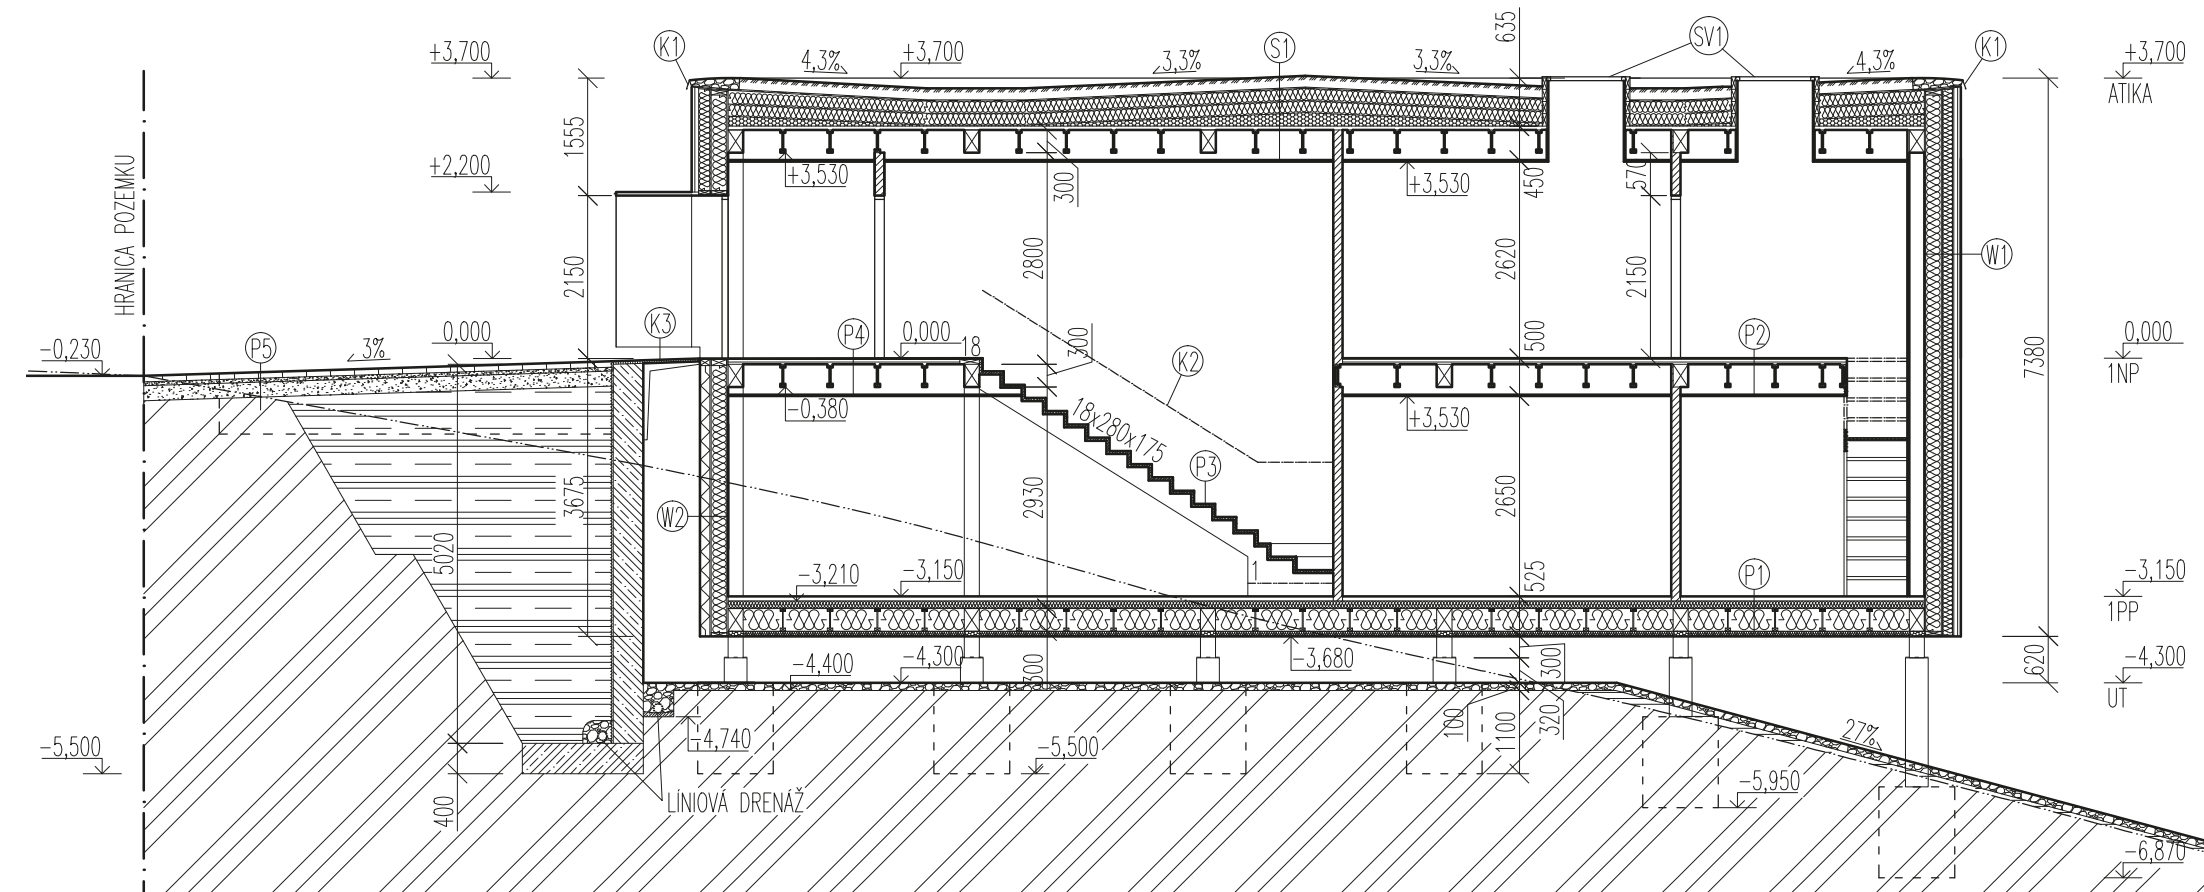 +3,700
K1
4,3%
+3,700
3,3%
S1
3,3%
635
SV1
4,3%
K1
+3,700
ATIKA
HRANICA POZEMKU
1555
+2,200
+3,530
300
+3,530
450
570
2150
2800
2620
2150
W1
-0,230
P5
3%
0,000
K3
P4
0,000
18
300
K2
500
P2
0,000
1NP
7380
-0,380
18x280x175
+3,530
3675
5020
W2
2930
P3
2650
-3,210
-3,150
1
525
P1
-3,150
1PP
-4,400
-4,300
300
-3,680
300
620
-4,300
UT
-5,500
-4,740
-5,500
100
1100
320
27%
-5,950
400
LÍNIOVÁ DRENÁŽ
-6,870